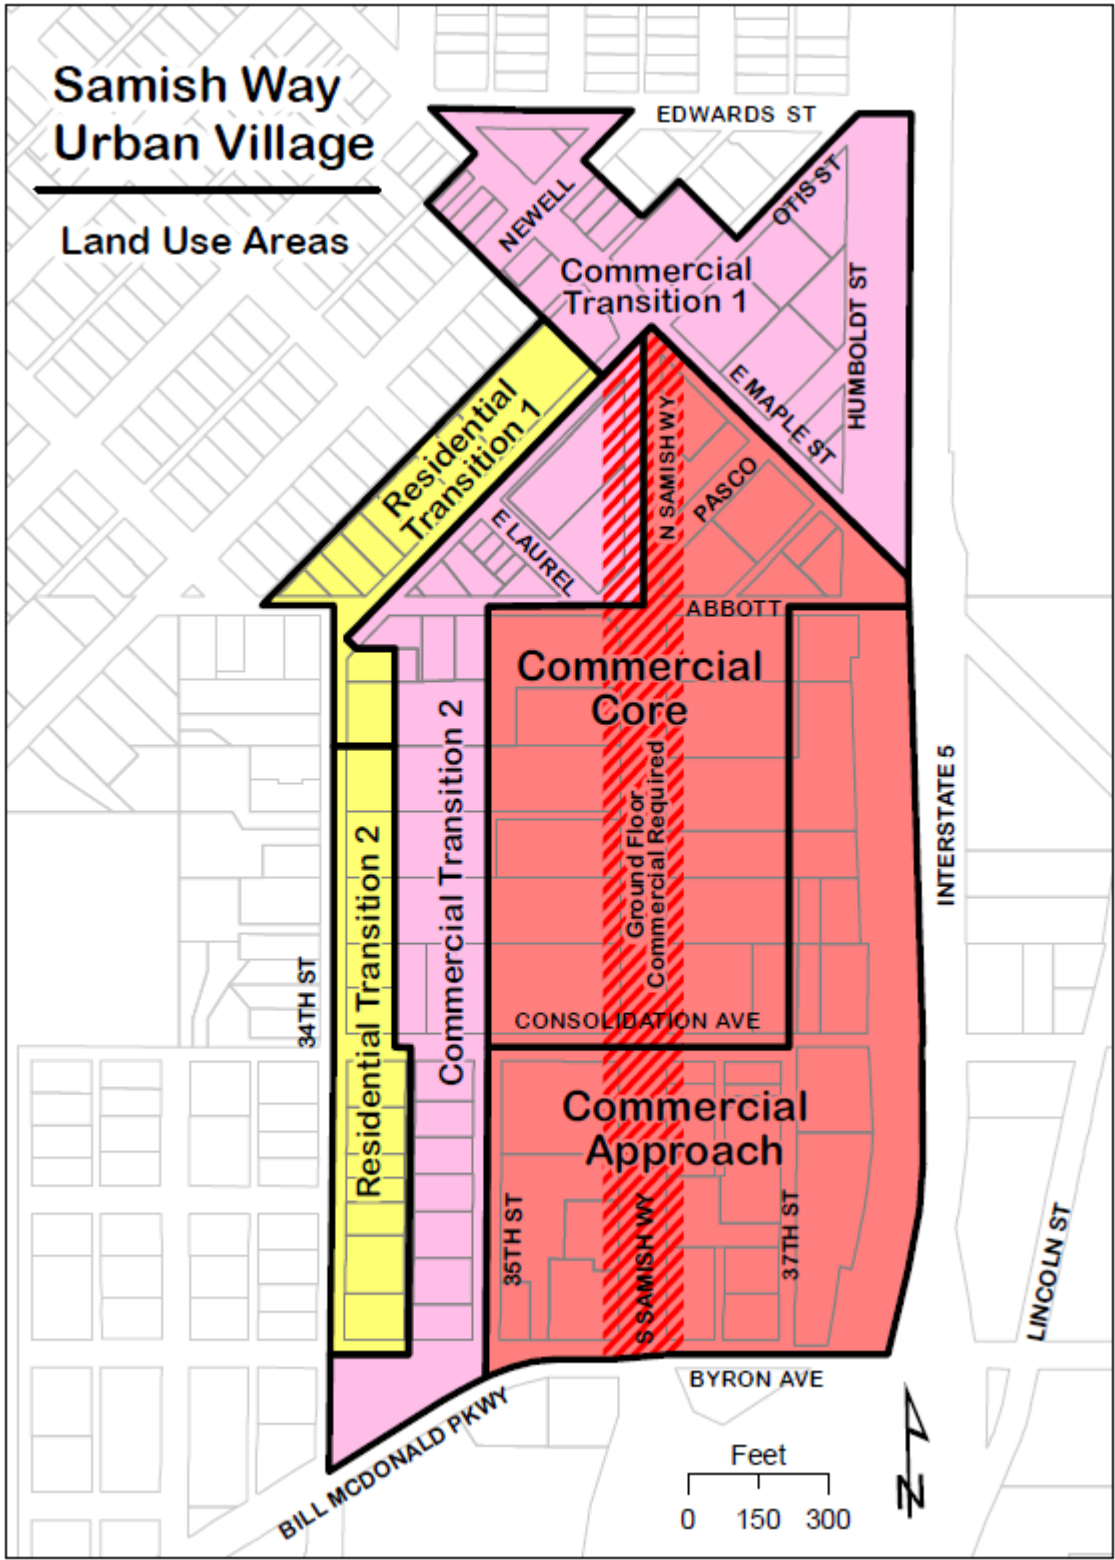 Samish Way
Urban Village
Land Use Areas
EDWARDS ST
OTIS ST
NEWELL
Commercial
Transition 1
HUMBOLDT ST
E MAPLE ST
Residential
Transition 1
N SAMISH WY
PASCO
E LAUREL
ABBOTT
Commercial
Core
Ground Floor
Commercial Required
Commercial Transition 2
Residential Transition 2
INTERSTATE 5
34TH ST
CONSOLIDATION AVE
Commercial
Approach
35TH ST
S SAMISH WY
37TH ST
LINCOLN ST
BYRON AVE
BILL MCDONALD PKWY
Feet
0 150 300
N